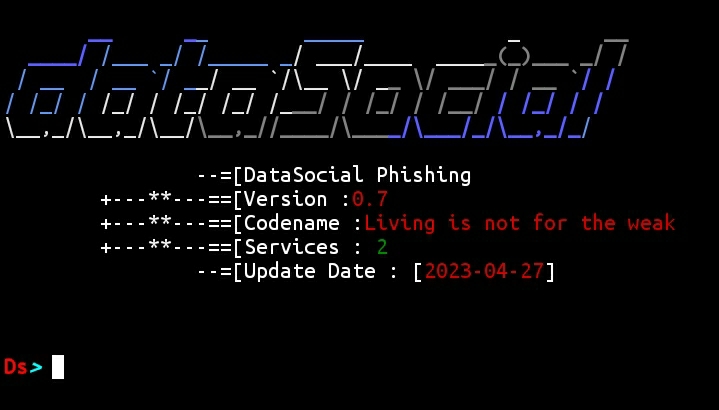 dataSocial
--=[DataSocial Phishing
+---**---==[Version :0.7
+---**---==[Codename :Living is not for the weak
+---**---==[Services : 2
--=[Update Date : [2023-04-27]
Ds>